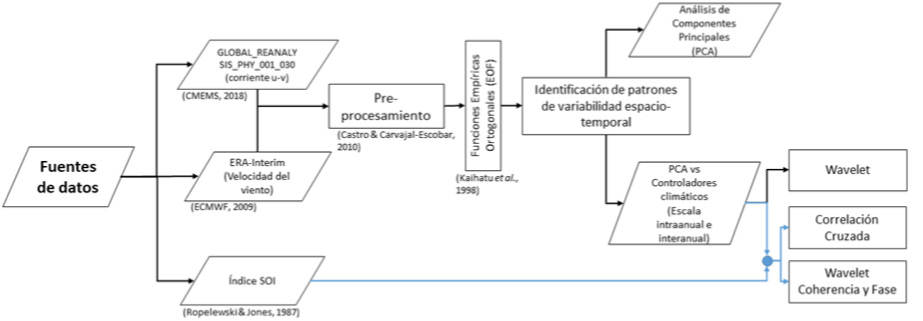 Fuentes
de datos
GLOBAL_REANALY
SIS_PHY_001_030
(corriente u-v)
(CMEMS, 2018)
ERA-Interim
(Velocidad del
viento)
(ECMWF, 2009)
Índice SOI
(Ropelewski & Jones, 1987)
Pre-
procesamiento
(Castro & Carvajal-Escobar,
2010)
Funciones Empíricas
Ortogonales (EOF)
(Kaihatu et al.,
1998)
Identificación de patrones
de variabilidad espacio-
temporal
Análisis de
Componentes
Principales
(PCA)
PCA vs
Controladores
climáticos
(Escala
intraanual e
interanual)
Wavelet
Correlación
Cruzada
Wavelet
Coherencia y Fase